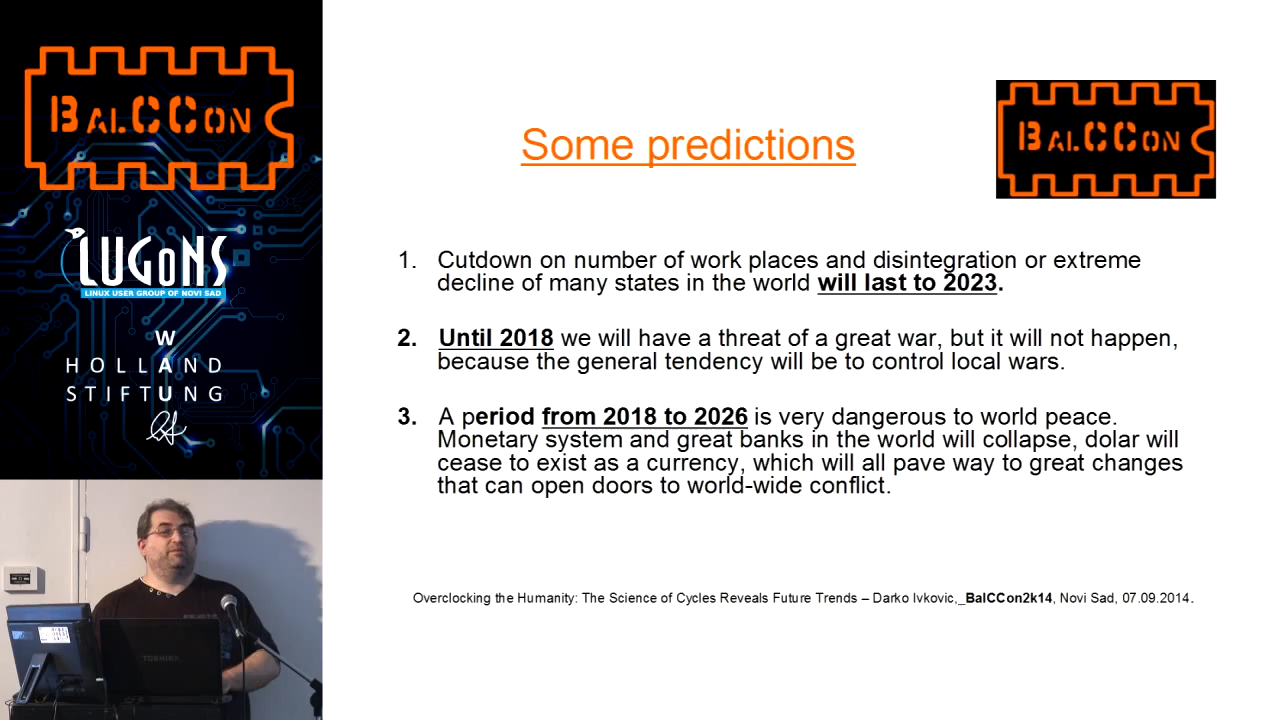 BALCCON
LUGONS
LINUX USER GROUP OF NOVI SAD
W
HOLLAND
STIFTUNG
TOSHIBA
Some predictions
BALCCON
1. Cutdown on number of work places and disintegration or extreme
decline of many states in the world will last to 2023.
2. Until 2018 we will have a threat of a great war, but it will not happen,
because the general tendency will be to control local wars.
3. A period from 2018 to 2026 is very dangerous to world peace.
Monetary system and great banks in the world will collapse, dolar will
cease to exist as a currency, which will all pave way to great changes
that can open doors to world-wide conflict.
Overclocking the Humanity: The Science of Cycles Reveals Future Trends – Darko Ivkovic,_BalCCon2k14, Novi Sad, 07.09.2014.